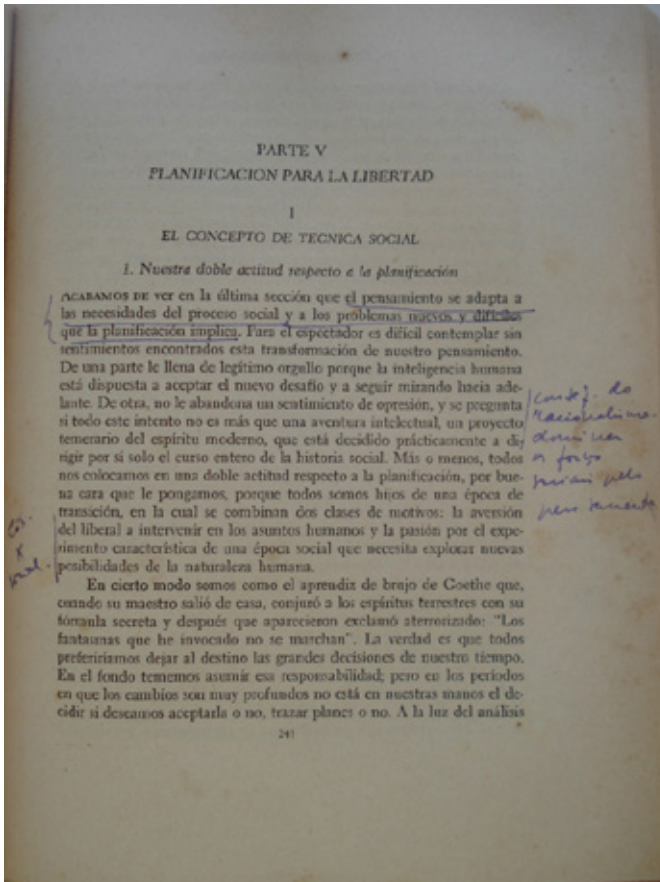 PARTE V
PLANIFICACION PARA LA LIBERTAD
I
EL CONCEPTO DE TECNICA SOCIAL
1. Nuestra doble actitud respecto a la planificación
ACABAMOS DE ver en la última sección que el pensamiento se adapta a
las necesidades del proceso social y a los problemas nuevos y difíciles
que la planificación implica. Para el espectador es difícil contemplar sin
sentimientos encontrados esta transformación de nuestro pensamiento.
De una parte le llena de legítimo orgullo porque la inteligencia humana
está dispuesta a aceptar el nuevo desafío y a seguir mirando hacia ade-
lante. De otra, no le abandona un sentimiento de opresión, y se pregunta
si todo este intento no es más que una aventura intelectual, un proyecto
temerario del espíritu moderno, que está decidido prácticamente a di-
rigir por si solo el curso entero de la historia social. Más o menos, todos
nos colocamos en una doble actitud respecto a la planificación, por bue-
na cara que le pongamos, porque todos somos hijos de una época de
transición, en la cual se combinan dos clases de motivos: la aversión
del liberal a intervenir en los asuntos humanos y la pasión por el expe-
rimento característica de una época social que necesita explorar nuevas
posibilidades de la naturaleza humana.
En cierto modo somos como el aprendiz de brujo de Goethe que,
cuando su maestro salió de casa, conjuró a los espíritus terrestres con su
fórmula secreta y después que aparecieron exclamó aterrorizado: "Los
fantasmas que he invocado no se marchan". La verdad es que todos
preferiríamos dejar al destino las grandes decisiones de nuestro tiempo.
En el fondo tememos asumir esa responsabilidad; pero en los períodos
en que los cambios son muy profundos no está en nuestras manos el de-
cidir si deseamos aceptarla o no, trazar planes o no. A la luz del análisis
241
do
racionalismo
dominar
pelo
pensamento